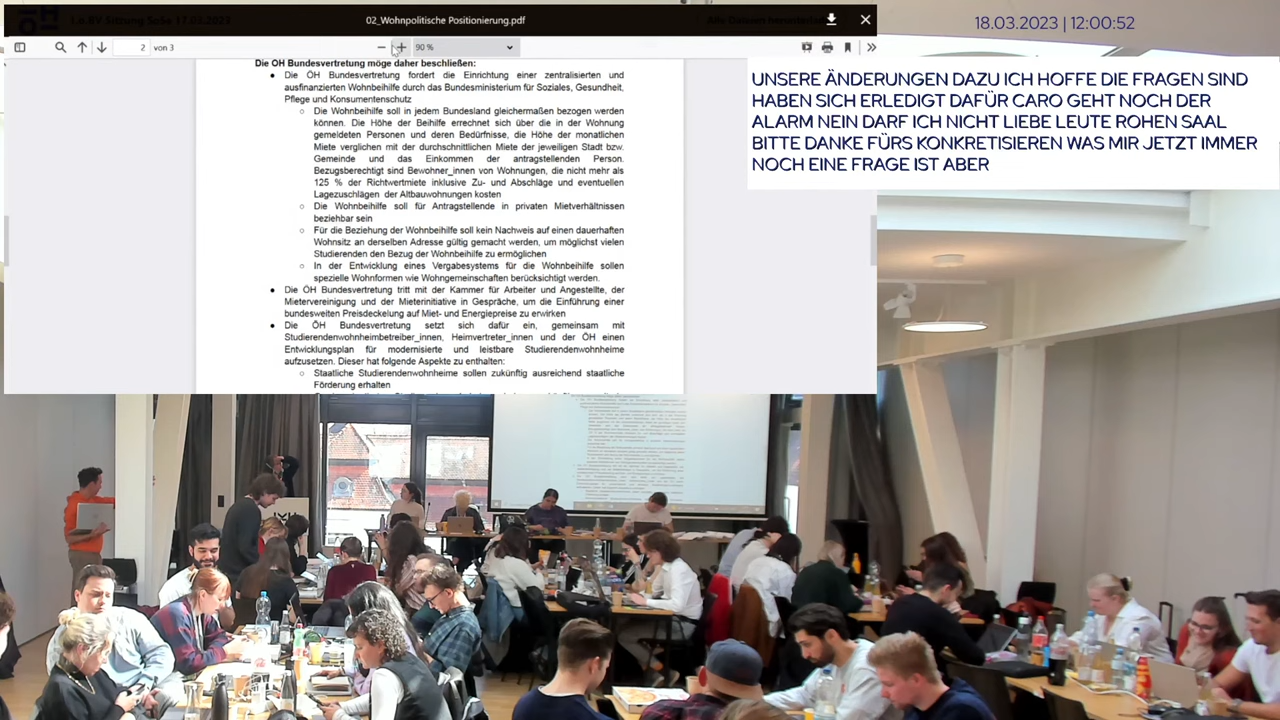 1.o BV Sitzung SoSe 17.03.2023
02_Wohnpolitische Positionierung.pdf
18.03.2023 | 12:00:52
2 von 3
90 %
UNSERE ÄNDERUNGEN DAZU ICH HOFFE DIE FRAGEN SIND
HABEN SICH ERLEDIGT DAFÜR CARO GEHT NOCH DER
ALARM NEIN DARF ICH NICHT LIEBE LEUTE ROHEN SAAL
BITTE DANKE FÜRS KONKRETISIEREN WAS MIR JETZT IMMER
NOCH EINE FRAGE IST ABER
Die ÖH Bundesvertretung möge daher beschließen:
● Die ÖH Bundesvertretung fordert die Einrichtung einer zentralisierten und
ausfinanzierten Wohnbeihilfe durch das Bundesministerium für Soziales, Gesundheit,
Pflege und Konsumentenschutz
○ Die Wohnbeihilfe soll in jedem Bundesland gleichermaßen bezogen werden
können. Die Höhe der Beihilfe errechnet sich über die in der Wohnung
gemeldeten Personen und deren Bedürfnisse, die Höhe der monatlichen
Miete verglichen mit der durchschnittlichen Miete der jeweiligen Stadt bzw.
Gemeinde und das Einkommen der antragstellenden Person.
Bezugsberechtigt sind Bewohner_innen von Wohnungen, die nicht mehr als
125 % der Richtwertmiete inklusive Zu- und Abschläge und eventuellen
Lagezuschlägen der Altbauwohnungen kosten
○ Die Wohnbeihilfe soll für Antragstellende in privaten Mietverhältnissen
beziehbar sein
○ Für die Beziehung der Wohnbeihilfe soll kein Nachweis auf einen dauerhaften
Wohnsitz an derselben Adresse gültig gemacht werden, um möglichst vielen
Studierenden den Bezug der Wohnbeihilfe zu ermöglichen
○ In der Entwicklung eines Vergabesystems für die Wohnbeihilfe sollen
spezielle Wohnformen wie Wohngemeinschaften berücksichtigt werden.
● Die ÖH Bundesvertretung tritt mit der Kammer für Arbeiter und Angestellte, der
Mietervereinigung und der Mieterinitiative in Gespräche, um die Einführung einer
bundesweiten Preisdeckelung auf Miet- und Energiepreise zu erwirken
● Die ÖH Bundesvertretung setzt sich dafür ein, gemeinsam mit
Studierendenwohnheimbetreiber_innen, Heimvertreter_innen und der ÖH einen
Entwicklungsplan für modernisierte und leistbare Studierendenwohnheime
aufzusetzen. Dieser hat folgende Aspekte zu enthalten:
○ Staatliche Studierendenwohnheime sollen zukünftig ausreichend staatliche
Förderung erhalten